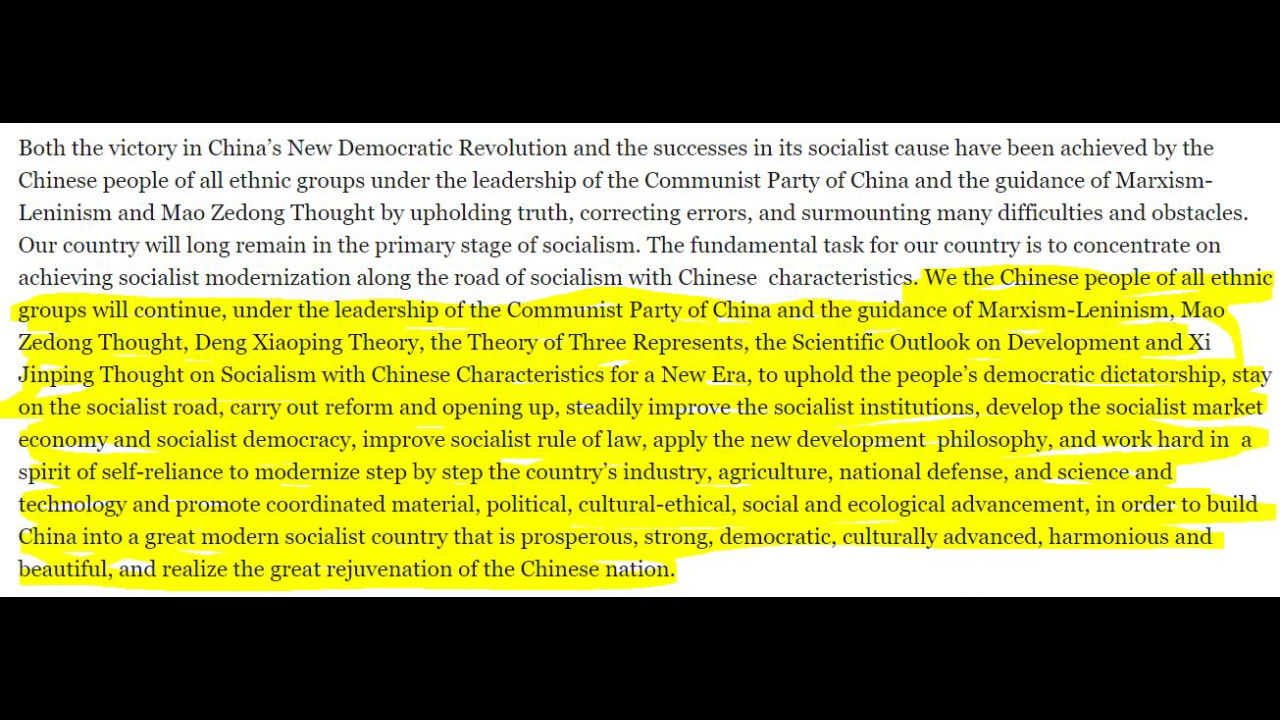 Both the victory in China’s New Democratic Revolution and the successes in its socialist cause have been achieved by the
Chinese people of all ethnic groups under the leadership of the Communist Party of China and the guidance of Marxism-
Leninism and Mao Zedong Thought by upholding truth, correcting errors, and surmounting many difficulties and obstacles.
Our country will long remain in the primary stage of socialism. The fundamental task for our country is to concentrate on
achieving socialist modernization along the road of socialism with Chinese characteristics. We the Chinese people of all ethnic
groups will continue, under the leadership of the Communist Party of China and the guidance of Marxism-Leninism, Mao
Zedong Thought, Deng Xiaoping Theory, the Theory of Three Represents, the Scientific Outlook on Development and Xi
Jinping Thought on Socialism with Chinese Characteristics for a New Era, to uphold the people’s democratic dictatorship, stay
on the socialist road, carry out reform and opening up, steadily improve the socialist institutions, develop the socialist market
economy and socialist democracy, improve socialist rule of law, apply the new development philosophy, and work hard in a
spirit of self-reliance to modernize step by step the country’s industry, agriculture, national defense, and science and
technology and promote coordinated material, political, cultural-ethical, social and ecological advancement, in order to build
China into a great modern socialist country that is prosperous, strong, democratic, culturally advanced, harmonious and
beautiful, and realize the great rejuvenation of the Chinese nation.